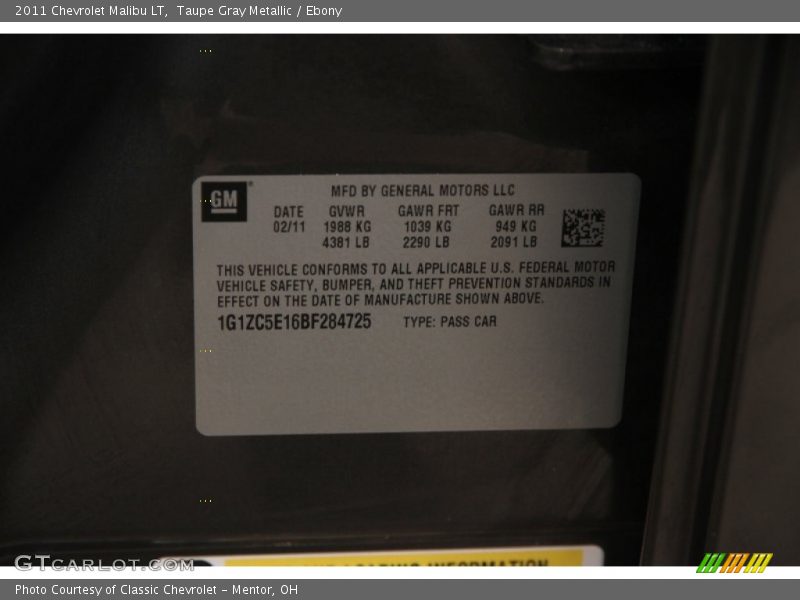 2011 Chevrolet Malibu LT, Taupe Gray Metallic / Ebony
GM
MFD BY GENERAL MOTORS LLC
DATE GVWR GAWR FRT GAWR RR
02/11 1988 KG 1039 KG 949 KG
4381 LB 2290 LB 2091 LB
THIS VEHICLE CONFORMS TO ALL APPLICABLE U.S. FEDERAL MOTOR
VEHICLE SAFETY, BUMPER, AND THEFT PREVENTION STANDARDS IN
EFFECT ON THE DATE OF MANUFACTURE SHOWN ABOVE.
1G1ZC5E16BF284725 TYPE: PASS CAR
LOADING INFORMATION
GTCARLOT.COM
Photo Courtesy of Classic Chevrolet - Mentor, OH